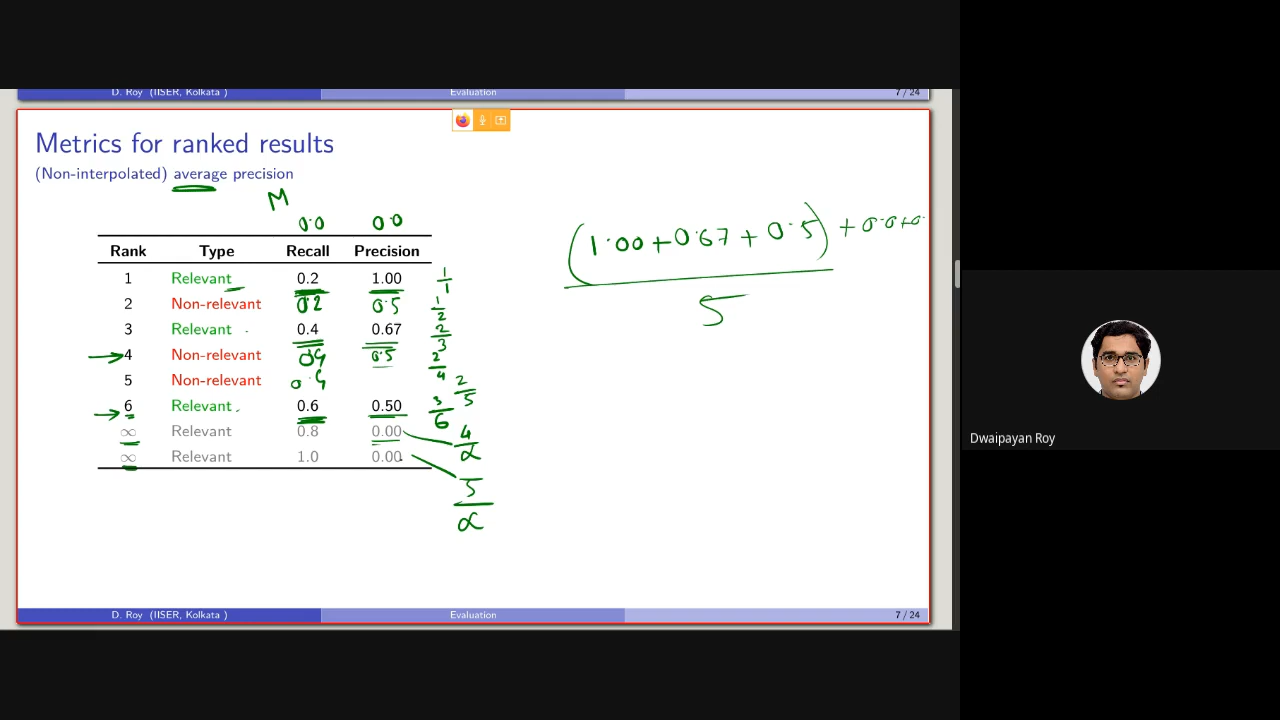 D. Roy (IISER, Kolkata ) Evaluation 7 / 24
Metrics for ranked results
(Non-interpolated) average precision
M
0.0 0.0
(1.00 + 0.67 + 0.5) + 0.0 + 0.
5
Rank Type Recall Precision
1 Relevant 0.2 1.00 1/1
2 Non-relevant 0.2 0.5 1/2
3 Relevant 0.4 0.67 2/3
4 Non-relevant 0.4 0.5 2/4
5 Non-relevant 0.4 2/5
6 Relevant 0.6 0.50 3/6
∞ Relevant 0.8 0.00 4/α
∞ Relevant 1.0 0.00 5/α
D. Roy (IISER, Kolkata ) Evaluation 7 / 24
Dwaipayan Roy